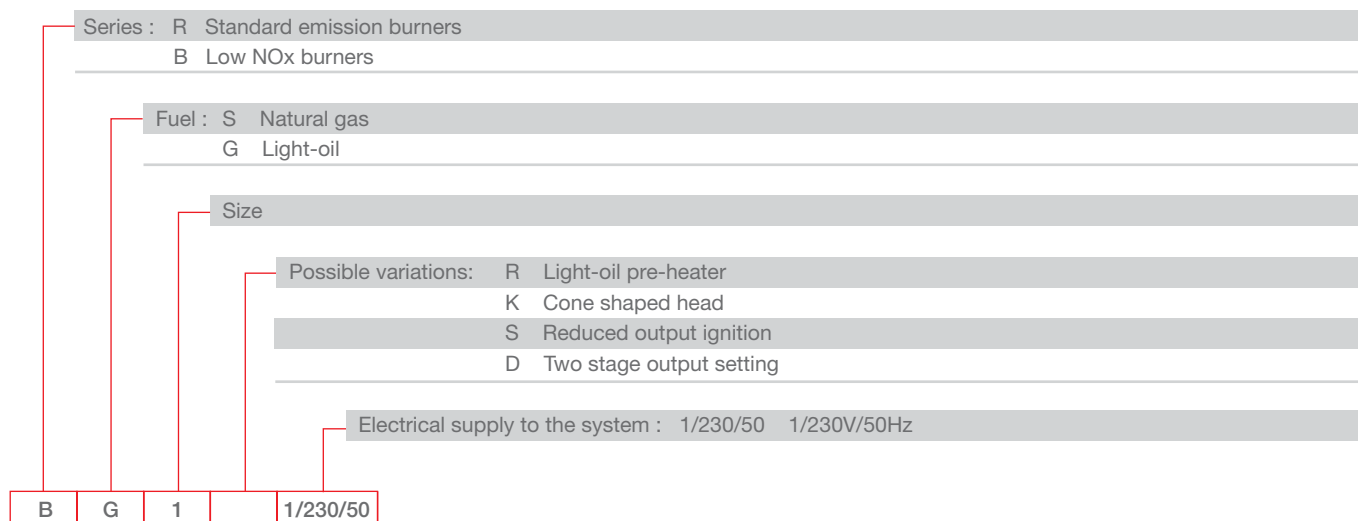 Series : R Standard emission burners
B Low NOx burners
Fuel : S Natural gas
G Light-oil
Size
Possible variations: R Light-oil pre-heater
K Cone shaped head
S Reduced output ignition
D Two stage output setting
Electrical supply to the system : 1/230/50 1/230V/50Hz
B G 1 1/230/50